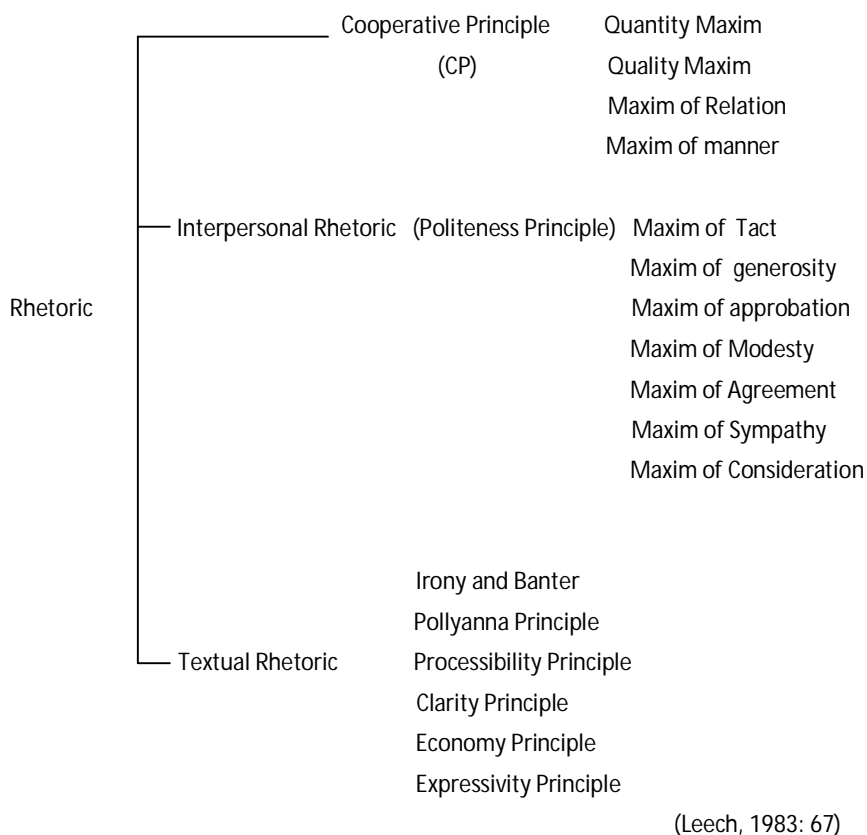 Cooperative Principle Quantity Maxim
(CP) Quality Maxim
Maxim of Relation
Maxim of manner
Interpersonal Rhetoric (Politeness Principle) Maxim of Tact
Maxim of generosity
Rhetoric Maxim of approbation
Maxim of Modesty
Maxim of Agreement
Maxim of Sympathy
Maxim of Consideration
Irony and Banter
Pollyanna Principle
Textual Rhetoric Processibility Principle
Clarity Principle
Economy Principle
Expressivity Principle
(Leech, 1983: 67)